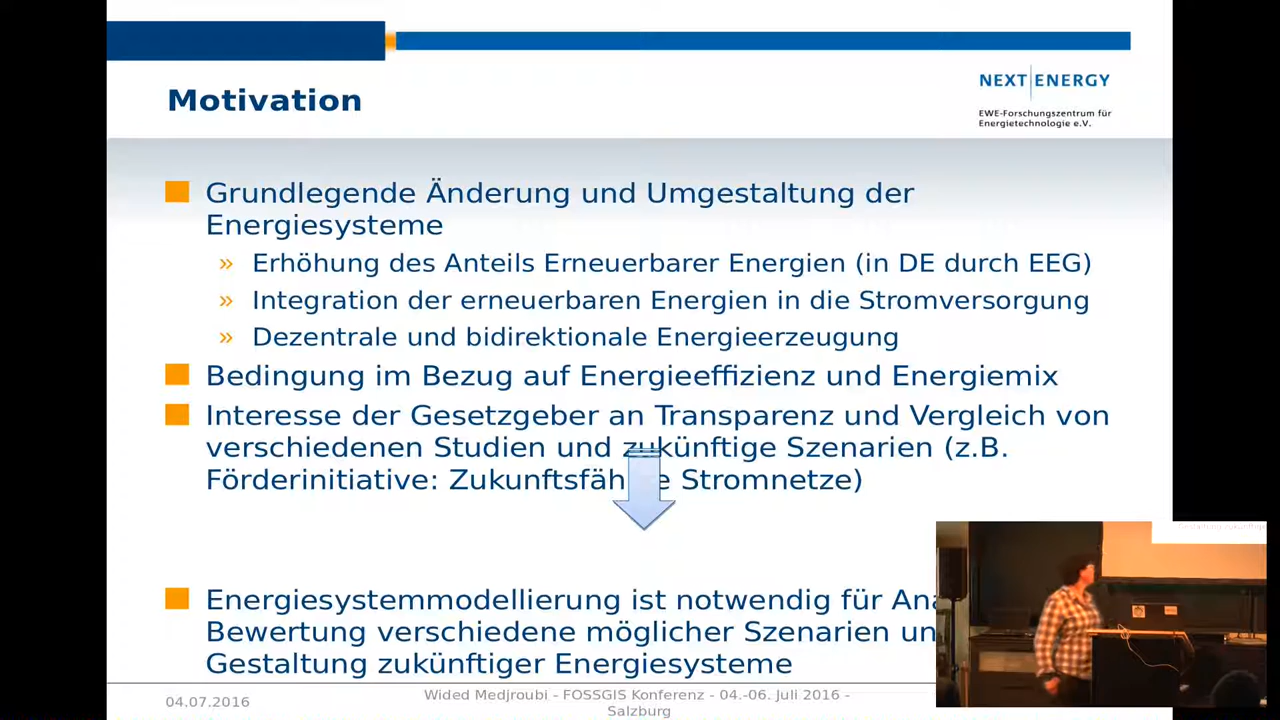 Motivation
NEXT ENERGY
EWE-Forschungszentrum für
Energietechnologie e.V.
Grundlegende Änderung und Umgestaltung der
Energiesysteme
» Erhöhung des Anteils Erneuerbarer Energien (in DE durch EEG)
» Integration der erneuerbaren Energien in die Stromversorgung
» Dezentrale und bidirektionale Energieerzeugung
Bedingung im Bezug auf Energieeffizienz und Energiemix
Interesse der Gesetzgeber an Transparenz und Vergleich von
verschiedenen Studien und zukünftige Szenarien (z.B.
Förderinitiative: Stromnetze)
Energiesystemmodellierung ist notwendig für
Bewertung verschiedene möglicher Szenarien
Gestaltung zukünftiger Energiesysteme
04.07.2016
Wided Medjroubi - FOSSGIS Konferenz - 04.-06. Juli 2016 -
Salzburg